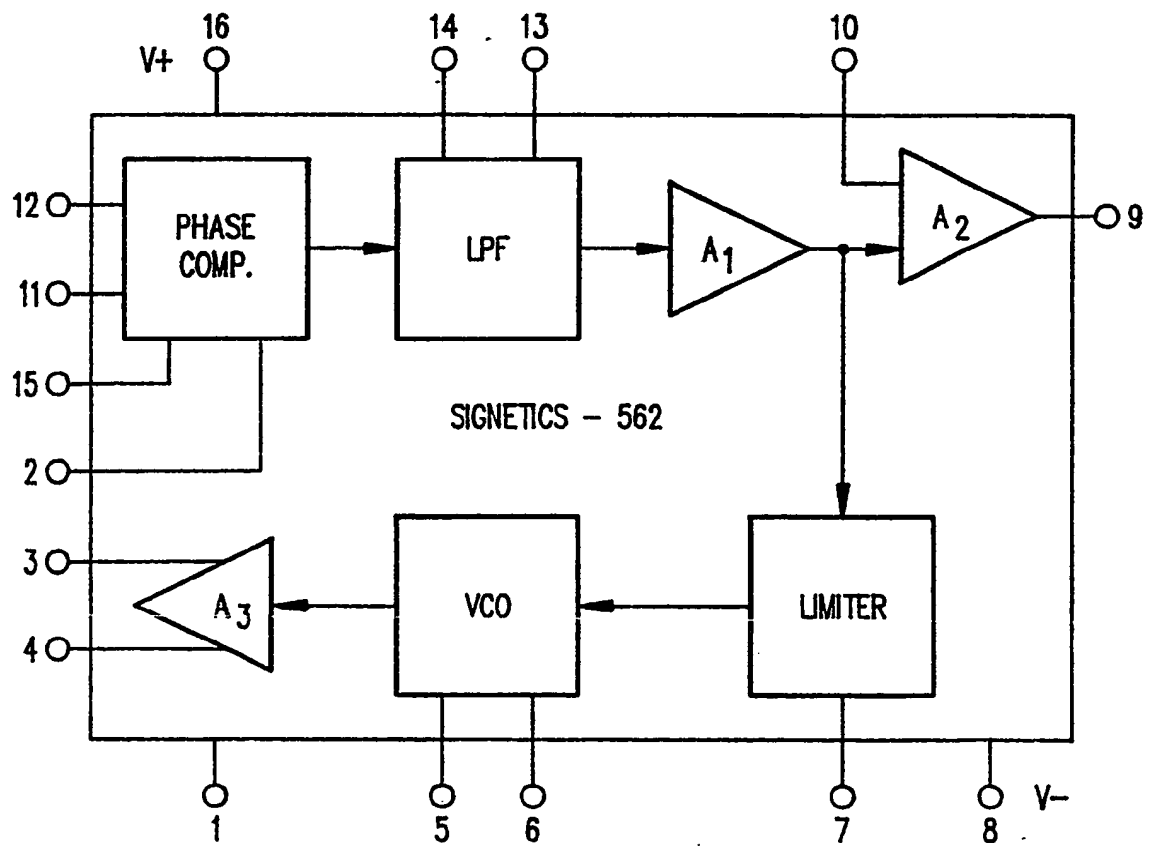 16 14 13 10
V+
12
PHASE
COMP.
LPF
A1
A2
9
11
15
SIGNETICS - 562
2
3
A3
VCO
LIMITER
4
1 5 6 7 8
V-